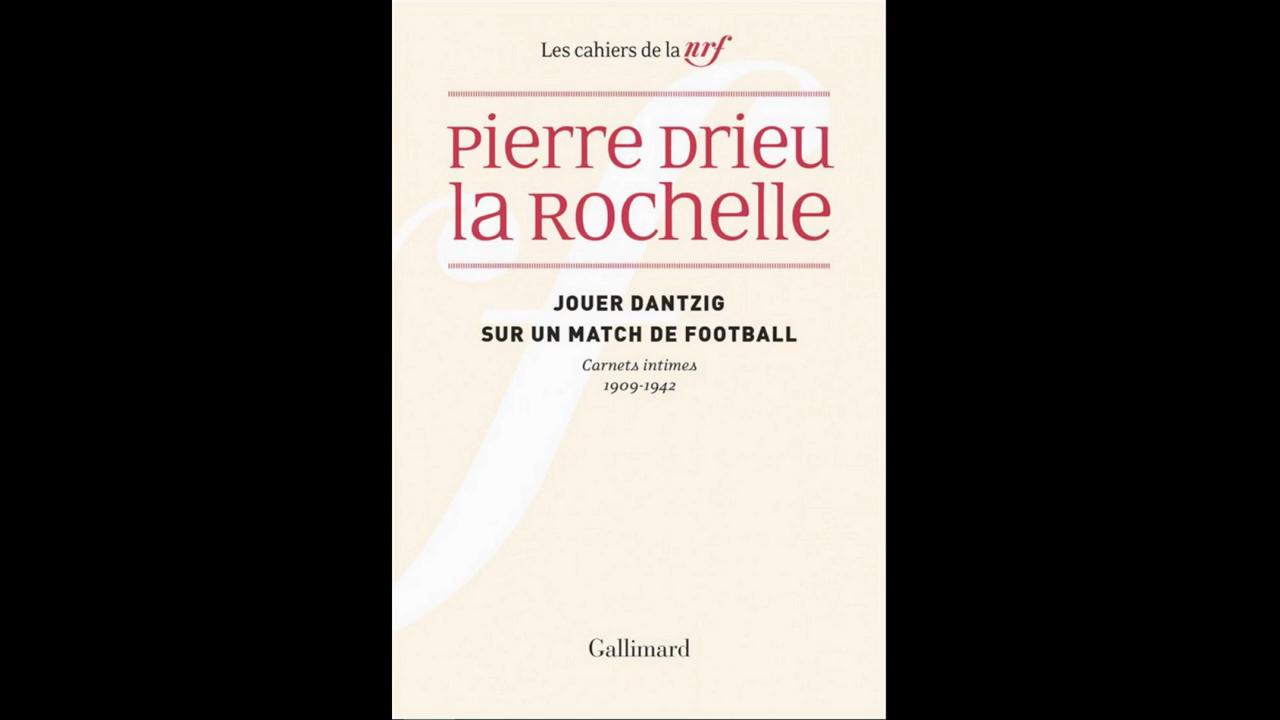 Les cahiers de la nrf
Pierre Drieu
la Rochelle
JOUER DANTZIG
SUR UN MATCH DE FOOTBALL
Carnets intimes
1909-1942
Gallimard